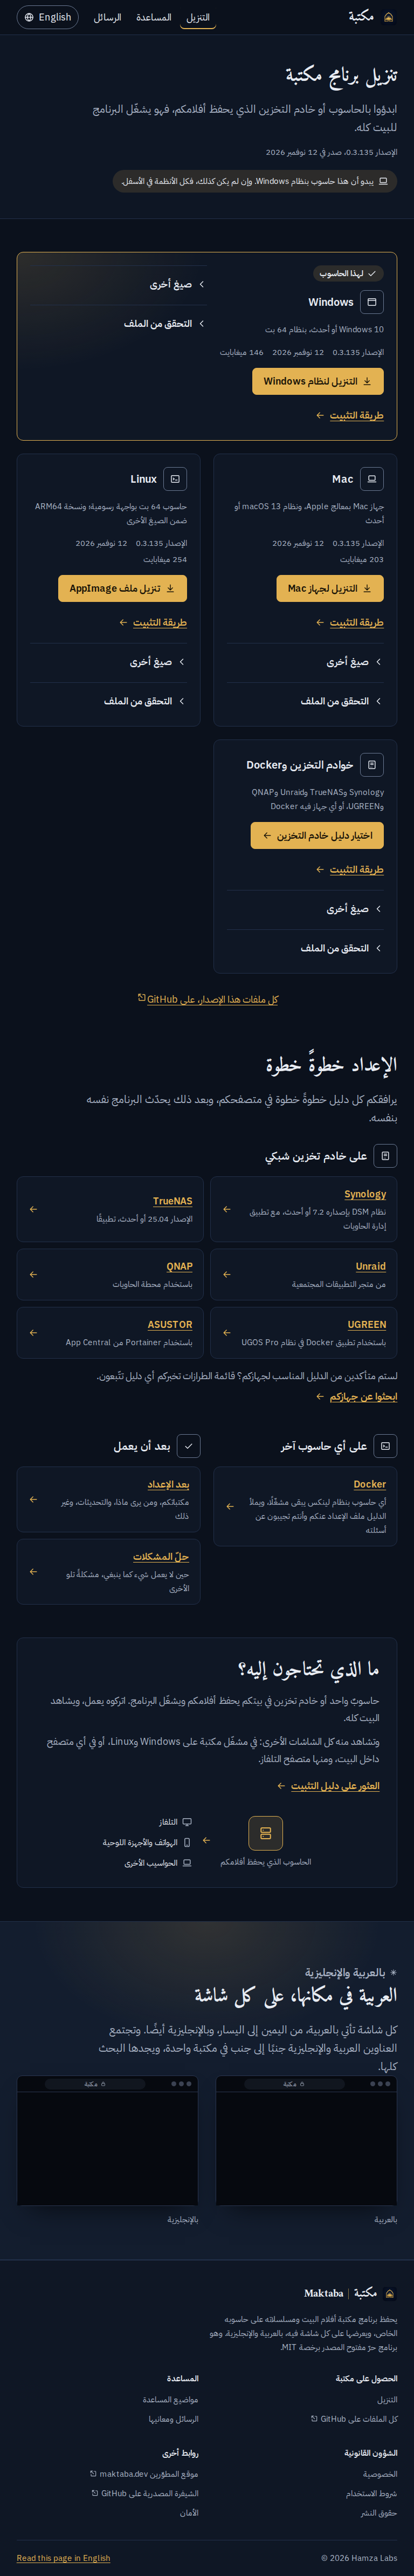 مكتبة
التنزيل
المساعدة
الرسائل
English
تنزيل برنامج مكتبة
ابدؤوا بالحاسوب أو خادم التخزين الذي يحفظ أفلامكم، فهو يشغّل البرنامج
للبيت كله.
الإصدار 0.3.135، صدر في 12 نوفمبر 2026
يبدو أن هذا حاسوب بنظام Windows. وإن لم يكن كذلك، فكل الأنظمة في الأسفل.
لهذا الحاسوب
Windows
Windows 10 أو أحدث، بنظام 64 بت
الإصدار 0.3.135 12 نوفمبر 2026 146 ميغابايت
التنزيل لنظام Windows
طريقة التثبيت
صيغ أخرى
التحقق من الملف
Mac
جهاز Mac بمعالج Apple، ونظام macOS 13 أو
أحدث
الإصدار 0.3.135 12 نوفمبر 2026
203 ميغابايت
التنزيل لجهاز Mac
طريقة التثبيت
صيغ أخرى
التحقق من الملف
Linux
حاسوب 64 بت بواجهة رسومية، ونسخة ARM64
ضمن الصيغ الأخرى
الإصدار 0.3.135 12 نوفمبر 2026
254 ميغابايت
تنزيل ملف AppImage
طريقة التثبيت
صيغ أخرى
التحقق من الملف
خوادم التخزين وDocker
Synology وTrueNAS وUnraid وQNAP
وUGREEN، أو أي جهاز فيه Docker
اختيار دليل خادم التخزين
طريقة التثبيت
صيغ أخرى
التحقق من الملف
كل ملفات هذا الإصدار، على GitHub
الإعداد خطوةً خطوة
يرافقكم كل دليل خطوةً خطوة في متصفحكم، وبعد ذلك يحدّث البرنامج نفسه
بنفسه.
على خادم تخزين شبكي
Synology
نظام DSM بإصداره 7.2 أو أحدث، مع تطبيق
إدارة الحاويات
TrueNAS
الإصدار 25.04 أو أحدث، تطبيقًا
Unraid
من متجر التطبيقات المجتمعية
QNAP
باستخدام محطة الحاويات
UGREEN
باستخدام تطبيق Docker في نظام UGOS Pro
ASUSTOR
باستخدام Portainer من App Central
لستم متأكدين من الدليل المناسب لجهازكم؟ قائمة الطرازات تخبركم أي دليل تتّبعون.
ابحثوا عن جهازكم
على أي حاسوب آخر
Docker
أي حاسوب بنظام لينكس يبقى مشغّلًا، ويملأ
الدليل ملف الإعداد عنكم وأنتم تجيبون عن
أسئلته
بعد أن يعمل
بعد الإعداد
مكتباتكم، ومن يرى ماذا، والتحديثات، وغير
ذلك
حلّ المشكلات
حين لا يعمل شيء كما ينبغي، مشكلةً تلو
الأخرى
ما الذي تحتاجون إليه؟
حاسوبٌ واحد أو خادم تخزين في بيتكم يحفظ أفلامكم ويشغّل البرنامج. اتركوه يعمل، ويشاهد
البيت كله.
وتشاهد منه كل الشاشات الأخرى: في مشغّل مكتبة على Windows وLinux، أو في أي متصفح
داخل البيت، ومنها متصفح التلفاز.
العثور على دليل التثبيت
الحاسوب الذي يحفظ أفلامكم
التلفاز
الهواتف والأجهزة اللوحية
الحواسيب الأخرى
بالعربية والإنجليزية
العربية في مكانها، على كل شاشة
كل شاشة تأتي بالعربية، من اليمين إلى اليسار، وبالإنجليزية أيضًا. وتجتمع
العناوين العربية والإنجليزية جنبًا إلى جنب في مكتبة واحدة، ويجدها البحث
كلها.
مكتبة
مكتبة
بالعربية
بالإنجليزية
مكتبة | Maktaba
يحفظ برنامج مكتبة أفلام البيت ومسلسلاته على حاسوبه
الخاص، ويعرضها على كل شاشة فيه، بالعربية والإنجليزية. وهو
برنامج حرّ مفتوح المصدر برخصة MIT.
الحصول على مكتبة
التنزيل
كل الملفات على GitHub
المساعدة
مواضيع المساعدة
الرسائل ومعانيها
الشؤون القانونية
الخصوصية
شروط الاستخدام
حقوق النشر
روابط أخرى
موقع المطوّرين maktaba.dev
الشيفرة المصدرية على GitHub
الأمان
© 2026 Hamza Labs
Read this page in English